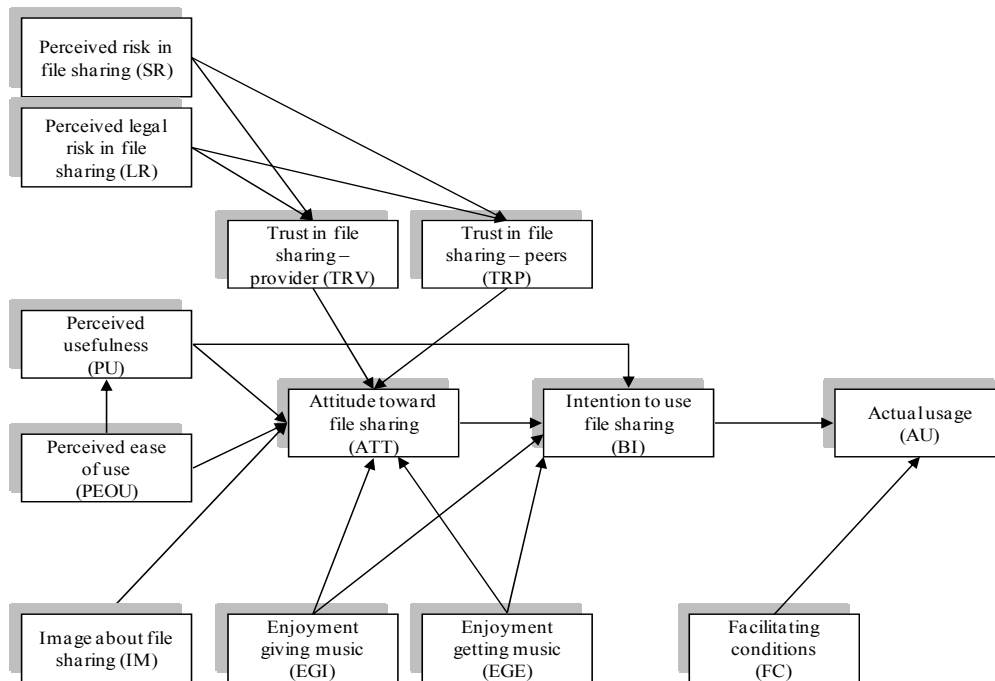 Perceived risk in
file sharing (SR)
Perceived legal
risk in file
sharing (LR)
Trust in file
sharing –
provider (TRV)
Trust in file
sharing – peers
(TRP)
Perceived
usefulness
(PU)
Attitude toward
file sharing
(ATT)
Intention to use
file sharing
(BI)
Actual usage
(AU)
Perceived ease
of use
(PEOU)
Image about file
sharing (IM)
Enjoyment
giving music
(EGI)
Enjoyment
getting music
(EGE)
Facilitating
conditions
(FC)